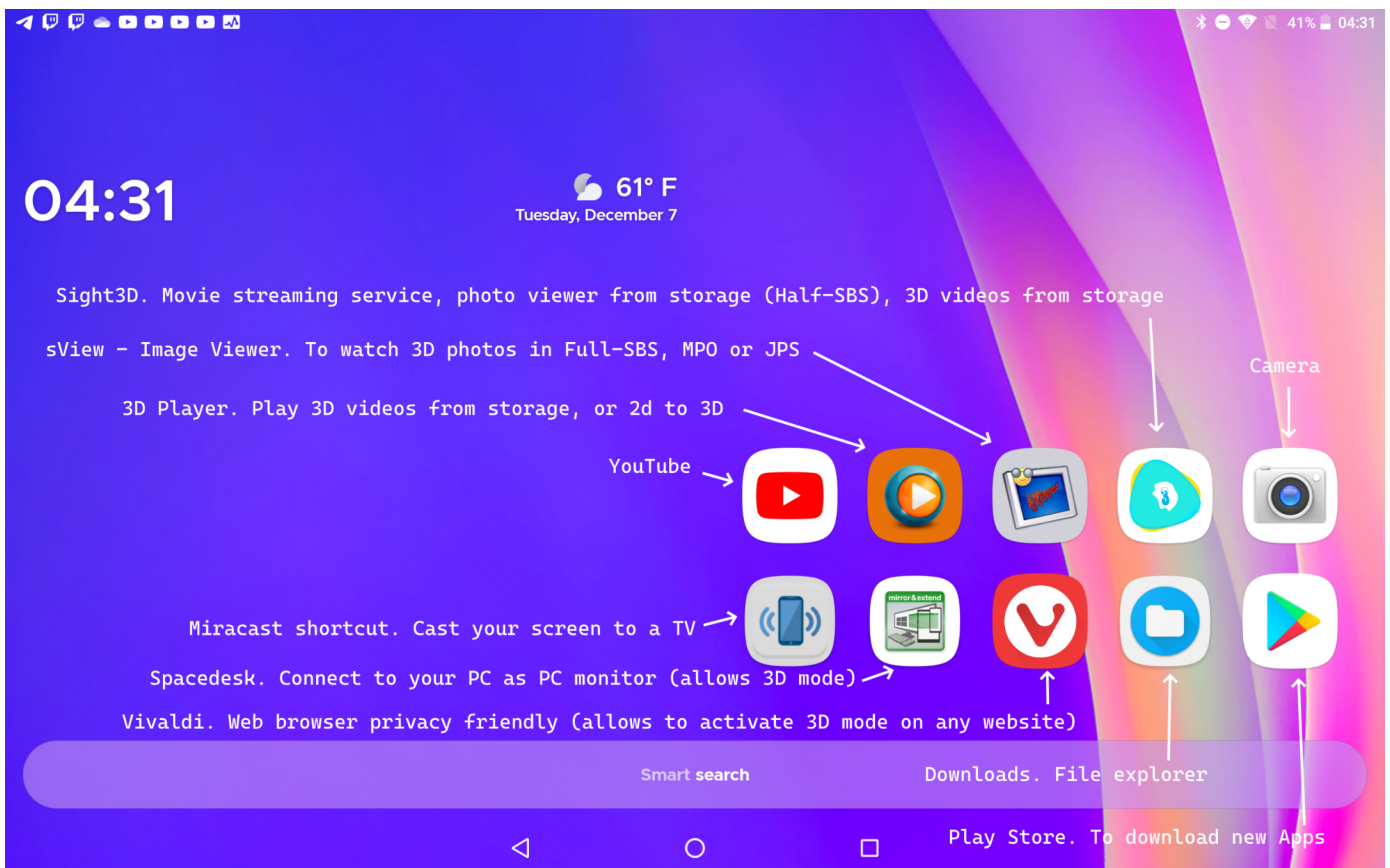 41% 04:31
04:31
61° F
Tuesday, December 7
Sight3D. Movie streaming service, photo viewer from storage (Half-SBS), 3D videos from storage
sView - Image Viewer. To watch 3D photos in Full-SBS, MPO or JPS
Camera
3D Player. Play 3D videos from storage, or 2d to 3D
YouTube
3
mirror&extend
Miracast shortcut. Cast your screen to a TV
Spacedesk. Connect to your PC as PC monitor (allows 3D mode)
Vivaldi. Web browser privacy friendly (allows to activate 3D mode on any website)
Smart search
Downloads. File explorer
Play Store. To download new Apps